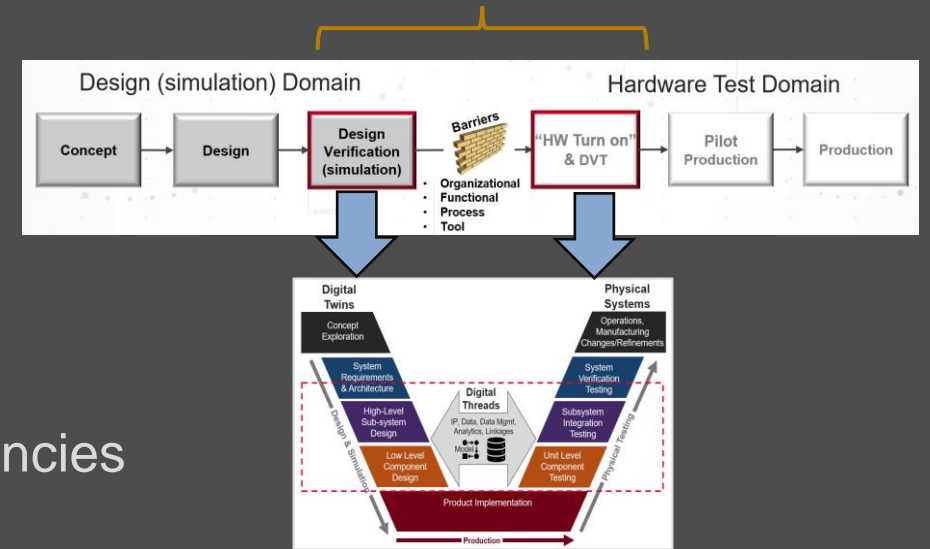 Design (simulation) Domain
Hardware Test Domain
Concept
Design
Design
Verification
(simulation)
Barriers
• Organizational
• Functional
• Process
• Tool
"HW Turn on"
& DVT
Pilot
Production
Production
Digital
Twins
Physical
Systems
Concept
Exploration
Operations,
Manufacturing
Changes/Refinements
System
Requirements
& Architecture
System
Verification
Testing
High-Level
Sub-system
Design
Digital
Threads
IP, Data, Data Mgmt,
Analytics, Linkages
Model
Subsystem
Integration
Testing
Low Level
Component
Design
Unit Level
Component
Testing
Design & Simulation
Physical Testing
Product Implementation
Production
ncies